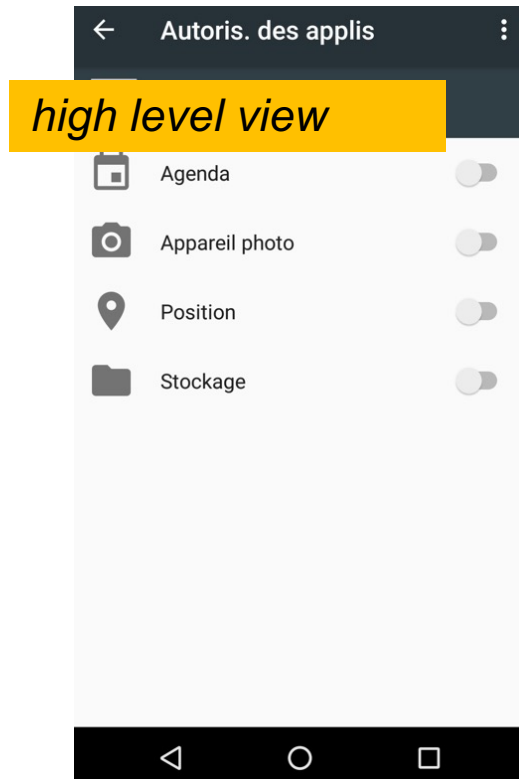 Autoris. des applis
high level view
Agenda
Appareil photo
Position
Stockage